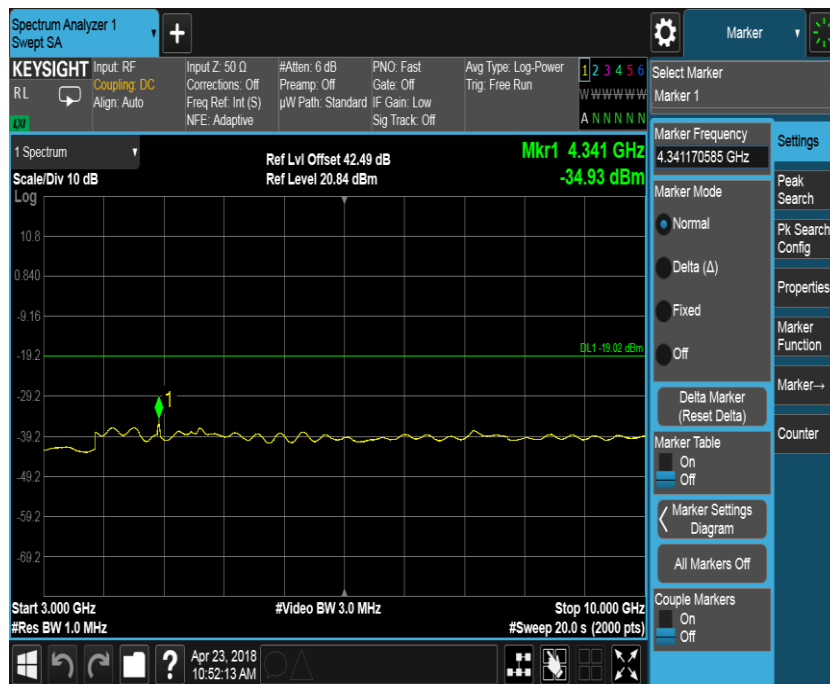 Spectrum Analyzer 1
Swept SA
+
Marker
KEYSIGHT
RL
LXI
Input: RF
Coupling: DC
Align: Auto
Input Z: 50 Ω
Corrections: Off
Freq Ref: Int (S)
NFE: Adaptive
#Atten: 6 dB
Preamp: Off
µW Path: Standard
PNO: Fast
Gate: Off
IF Gain: Low
Sig Track: Off
Avg Type: Log-Power
Trig: Free Run
1 2 3 4 5 6
W W W W W W
A N N N N N
Select Marker
Marker 1
1 Spectrum
Scale/Div 10 dB
Log
Ref Lvl Offset 42.49 dB
Ref Level 20.84 dBm
Mkr1 4.341 GHz
-34.93 dBm
10.8
0.840
-9.16
-19.2
-29.2
-39.2
-49.2
-59.2
-69.2
DL1 -19.02 dBm
1
Start 3.000 GHz
#Res BW 1.0 MHz
#Video BW 3.0 MHz
Stop 10.000 GHz
#Sweep 20.0 s (2000 pts)
Marker Frequency
4.341170585 GHz
Marker Mode
Normal
Delta (Δ)
Fixed
Off
Delta Marker
(Reset Delta)
Marker Table
On
Off
Marker Settings
Diagram
All Markers Off
Couple Markers
On
Off
Settings
Peak
Search
Pk Search
Config
Properties
Marker
Function
Marker→
Counter
?
Apr 23, 2018
10:52:13 AM